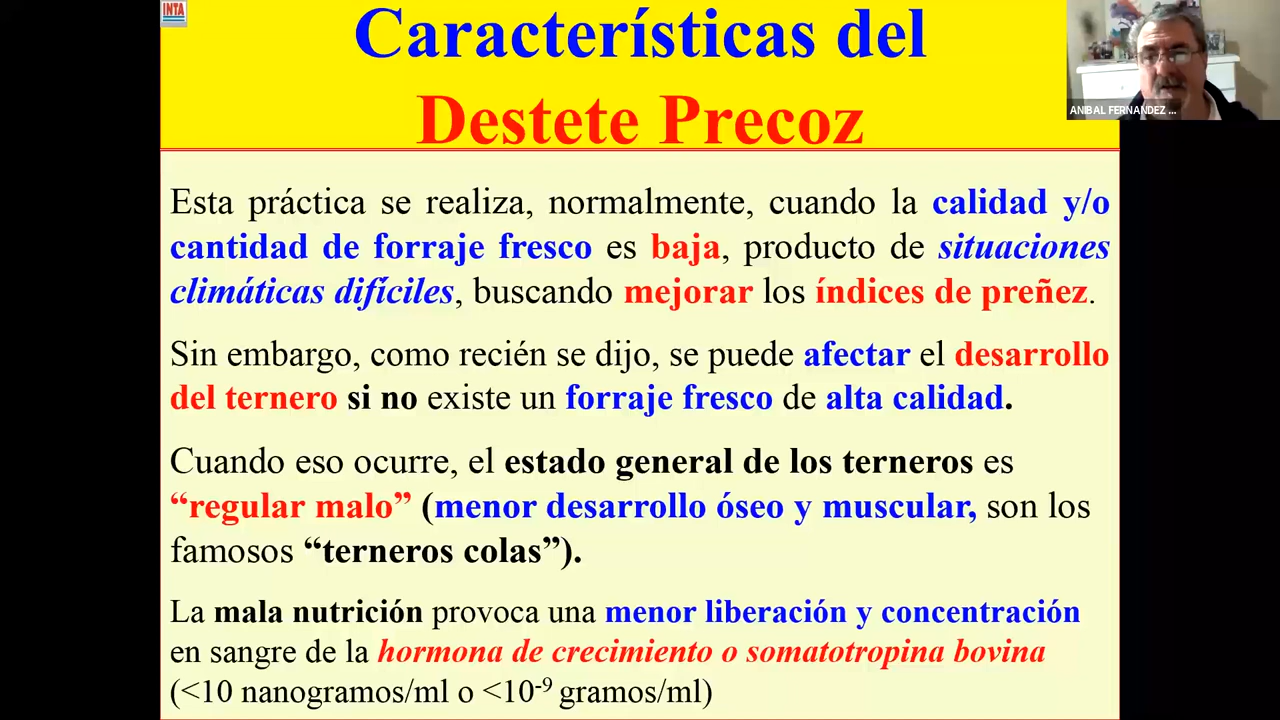 INTA
Características del
Destete Precoz
ANIBAL FERNANDEZ ...
Esta práctica se realiza, normalmente, cuando la calidad y/o
cantidad de forraje fresco es baja, producto de situaciones
climáticas difíciles, buscando mejorar los índices de preñez.
Sin embargo, como recién se dijo, se puede afectar el desarrollo
del ternero si no existe un forraje fresco de alta calidad.
Cuando eso ocurre, el estado general de los terneros es
“regular malo” (menor desarrollo óseo y muscular, son los
famosos “terneros colas”).
La mala nutrición provoca una menor liberación y concentración
en sangre de la hormona de crecimiento o somatotropina bovina
(<10 nanogramos/ml o <10⁻⁹ gramos/ml)